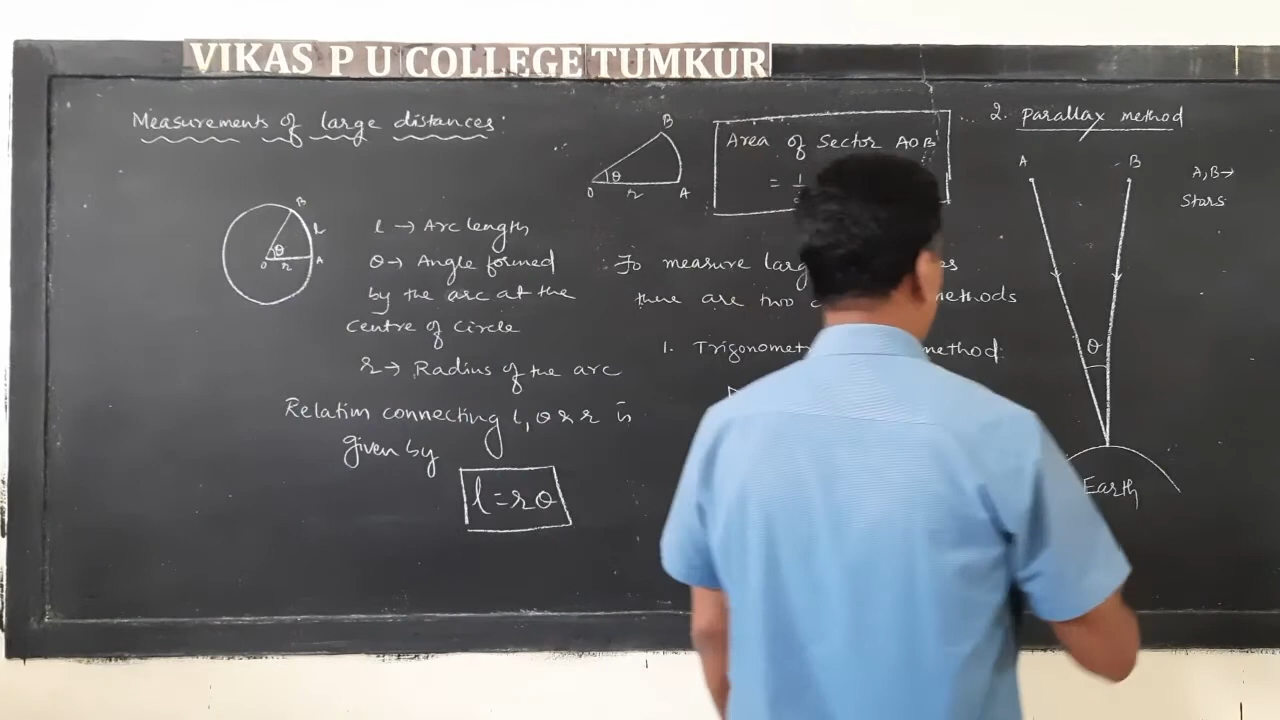 VIKAS P U COLLEGE TUMKUR
Measurements of large distances:
B
θ
O r A
Area of Sector AOB
= 1
2. Parallax method
A B
A, B→
Stars
θ
Earth
B
l
θ
O r A
l → Arc length
θ → Angle formed
by the arc at the
Centre of Circle
r → Radius of the arc
Relation connecting l, θ & r is
given by
l = rθ
To measure
there are two methods
1. method